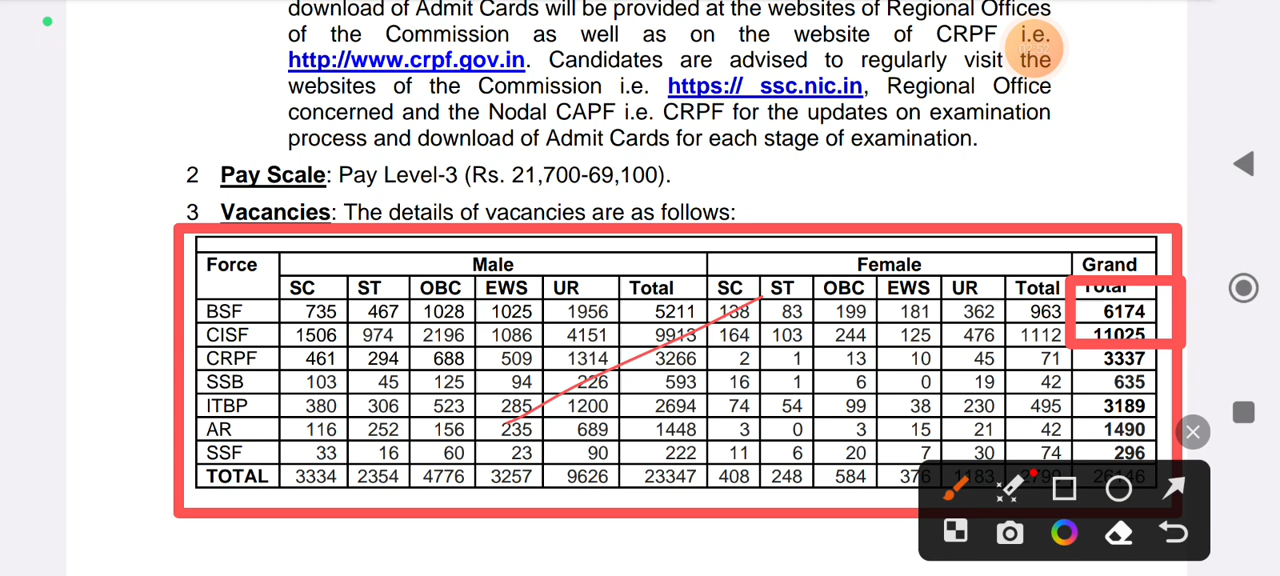 download of Admit Cards will be provided at the websites of Regional Offices
of the Commission as well as on the website of CRPF i.e.
http://www.crpf.gov.in. Candidates are advised to regularly visit the
websites of the Commission i.e. https:// ssc.nic.in, Regional Office
concerned and the Nodal CAPF i.e. CRPF for the updates on examination
process and download of Admit Cards for each stage of examination.
2 Pay Scale: Pay Level-3 (Rs. 21,700-69,100).
3 Vacancies: The details of vacancies are as follows:
Force Male Female Grand
SC ST OBC EWS UR Total SC ST OBC EWS UR Total Total
BSF 735 467 1028 1025 1956 5211 138 83 199 181 362 963 6174
CISF 1506 974 2196 1086 4151 9913 164 103 244 125 476 1112 11025
CRPF 461 294 688 509 1314 3266 2 1 13 10 45 71 3337
SSB 103 45 125 94 226 593 16 1 6 0 19 42 635
ITBP 380 306 523 285 1200 2694 74 54 99 38 230 495 3189
AR 116 252 156 235 689 1448 3 0 3 15 21 42 1490
SSF 33 16 60 23 90 222 11 6 20 7 30 74 296
TOTAL 3334 2354 4776 3257 9626 23347 408 248 584 376 1183 2799 26146